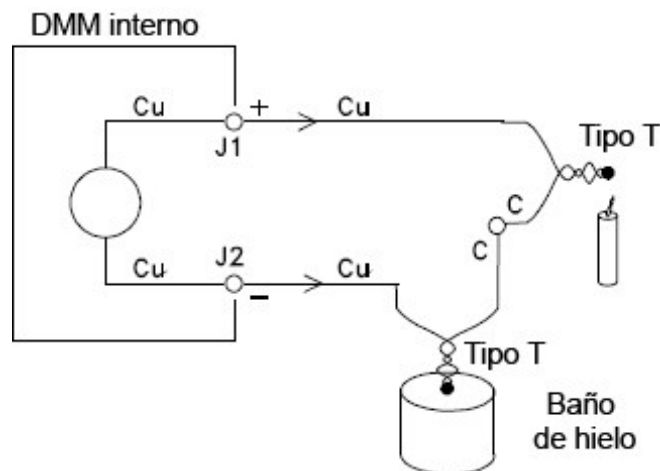 DMM interno
Cu
+
Cu
J1
Tipo T
C
C
J2
Cu
Cu
−
Tipo T
Baño
de hielo